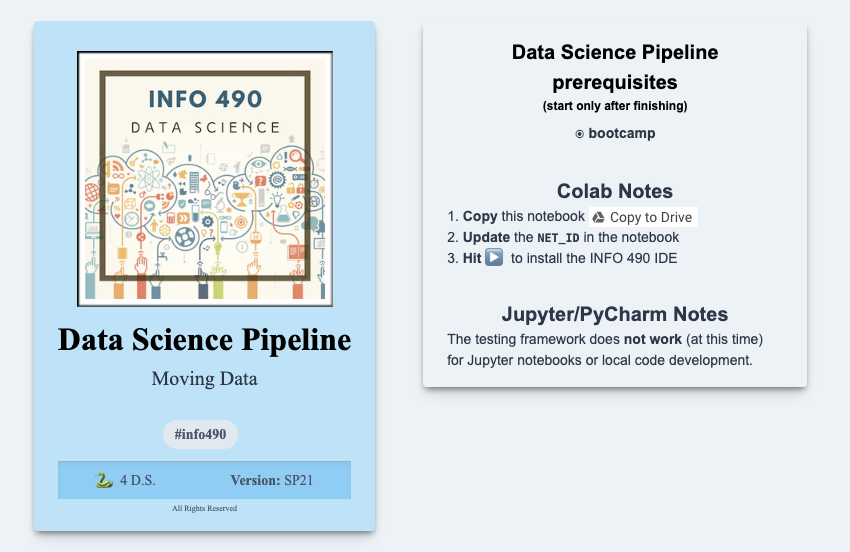 INFO 490
DATA SCIENCE
Data Science Pipeline
Moving Data
#info490
4 D.S.
Version: SP21
All Rights Reserved
Data Science Pipeline
prerequisites
(start only after finishing)
bootcamp
Colab Notes
1. Copy this notebook Copy to Drive
2. Update the NET_ID in the notebook
3. Hit to install the INFO 490 IDE
Jupyter/PyCharm Notes
The testing framework does not work (at this time)
for Jupyter notebooks or local code development.